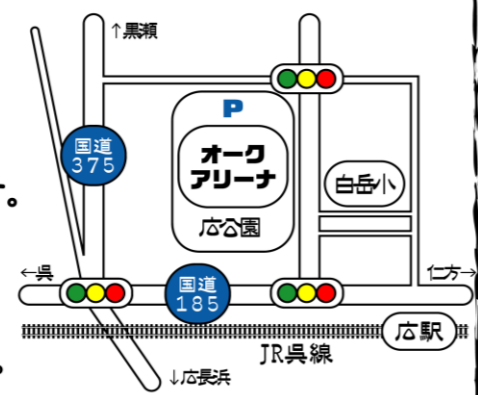 ↑黒瀬
P
国道
375
オーク
アリーナ
白岳小
す。
広公園
←呉
仁方→
国道
185
広駅
JR呉線
↓広長浜